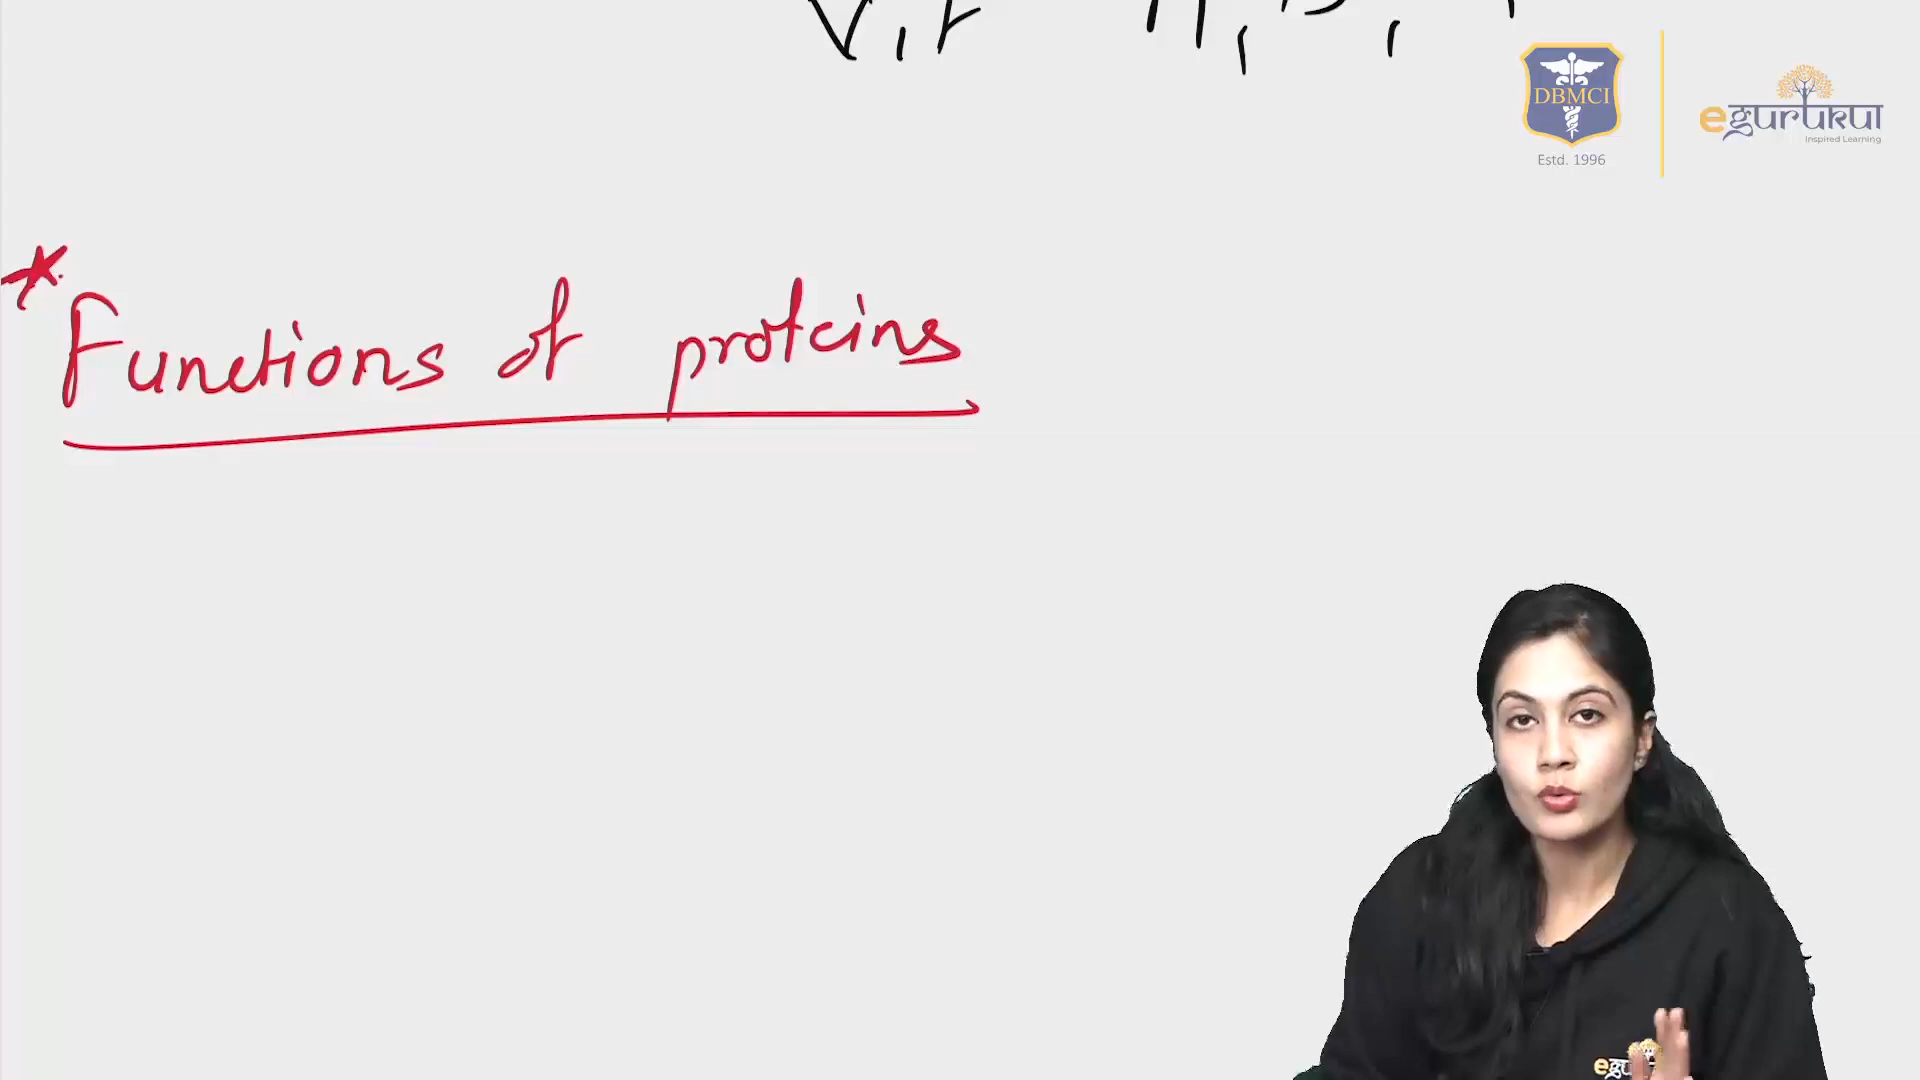 DBMCI
Estd. 1996
egurukul
Inspired Learning
* Functions of proteins